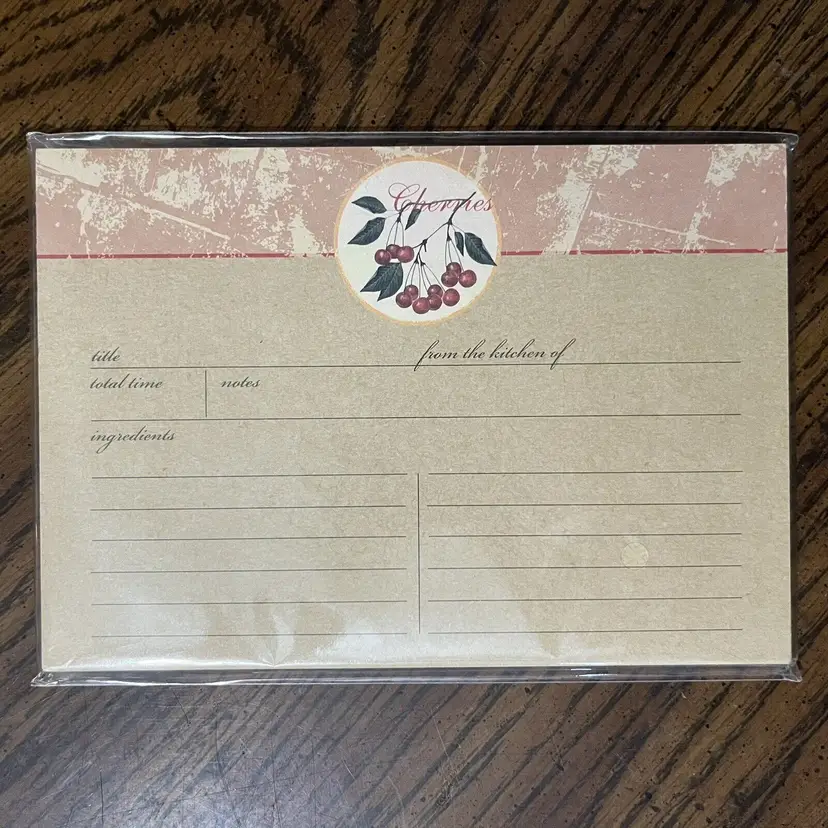 Cherries
title from the kitchen of
total time notes
ingredients